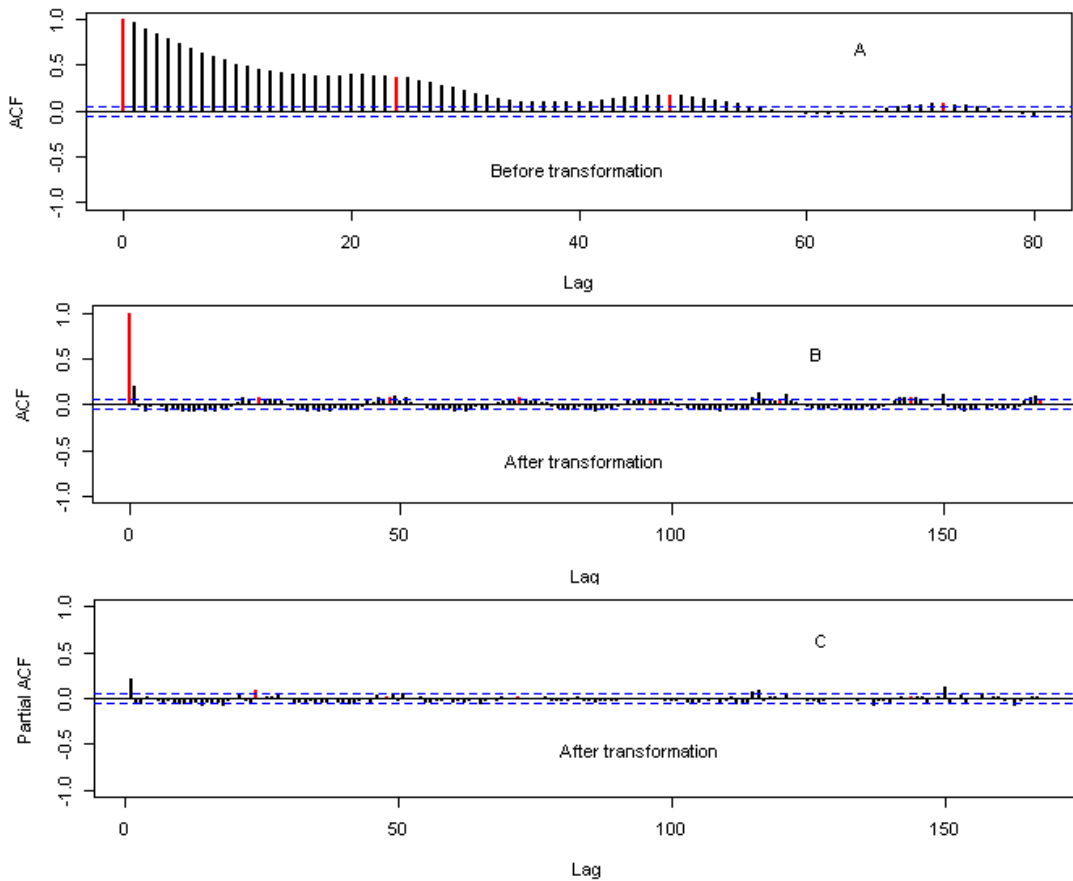 ACF
1.0
0.5
0.0
-0.5
-1.0
A
Before transformation
0 20 40 60 80
Lag
ACF
1.0
0.5
0.0
-0.5
-1.0
B
After transformation
0 50 100 150
Lag
Partial ACF
1.0
0.5
0.0
-0.5
-1.0
C
After transformation
0 50 100 150
Lag